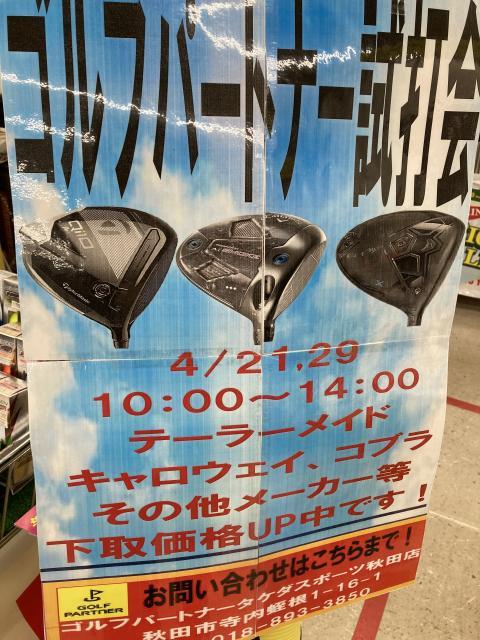 ゴルフパートナー試打会
Qi10
TaylorMade
4/21,29
10:00～14:00
テーラーメイド
キャロウェイ、コブラ
その他メーカー等
下取価格UP中です！
お問い合わせはこちらまで！
GOLF PARTNER
ゴルフパートナータケダスポーツ秋田店
秋田市寺内蛭根1-16-1
018-893-3850